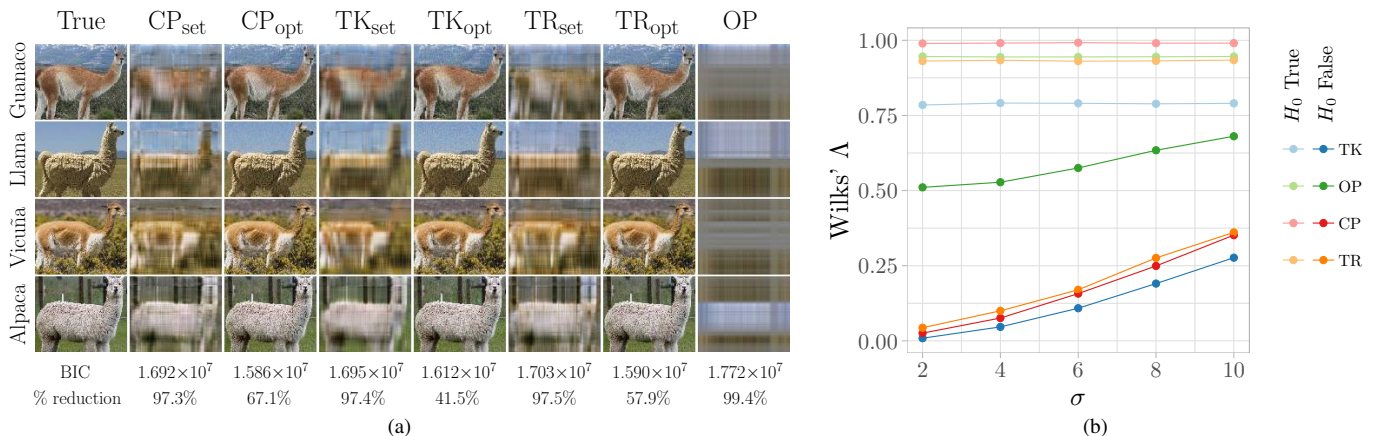 True CP_set CP_opt TK_set TK_opt TR_set TR_opt OP
Guanaco
Llama
Vicuña
Alpaca
BIC 1.692×10^7 1.586×10^7 1.695×10^7 1.612×10^7 1.703×10^7 1.590×10^7 1.772×10^7
% reduction 97.3% 67.1% 97.4% 41.5% 97.5% 57.9% 99.4%
(a)
Wilks' Λ
1.00
0.75
0.50
0.25
0.00
2 4 6 8 10
σ
H_0 True
H_0 False
TK
OP
CP
TR
(b)